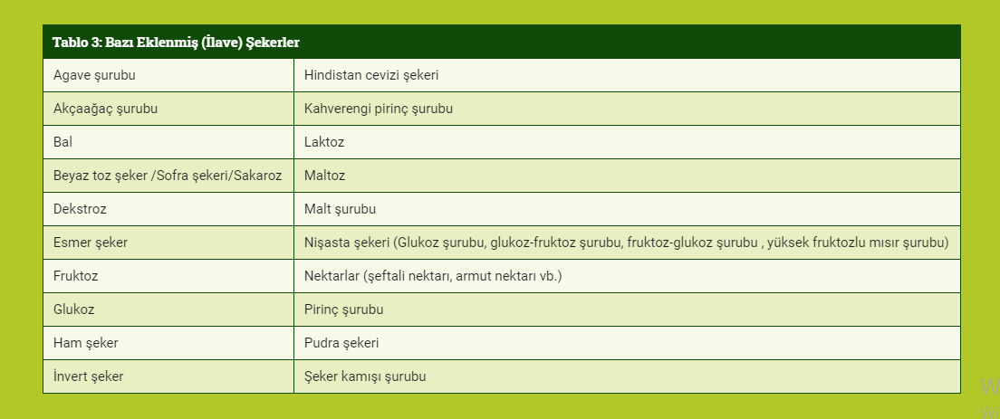 Tablo 3: Bazı Eklenmiş (İlave) Şekerler
Agave şurubu
Hindistan cevizi şekeri
Akçaağaç şurubu
Kahverengi pirinç şurubu
Bal
Laktoz
Beyaz toz şeker /Sofra şekeri/Sakaroz
Maltoz
Dekstroz
Malt şurubu
Esmer şeker
Nişasta şekeri (Glukoz şurubu, glukoz-fruktoz şurubu, fruktoz-glukoz şurubu , yüksek fruktozlu mısır şurubu)
Fruktoz
Nektarlar (şeftali nektarı, armut nektarı vb.)
Glukoz
Pirinç şurubu
Ham şeker
Pudra şekeri
İnvert şeker
Şeker kamışı şurubu